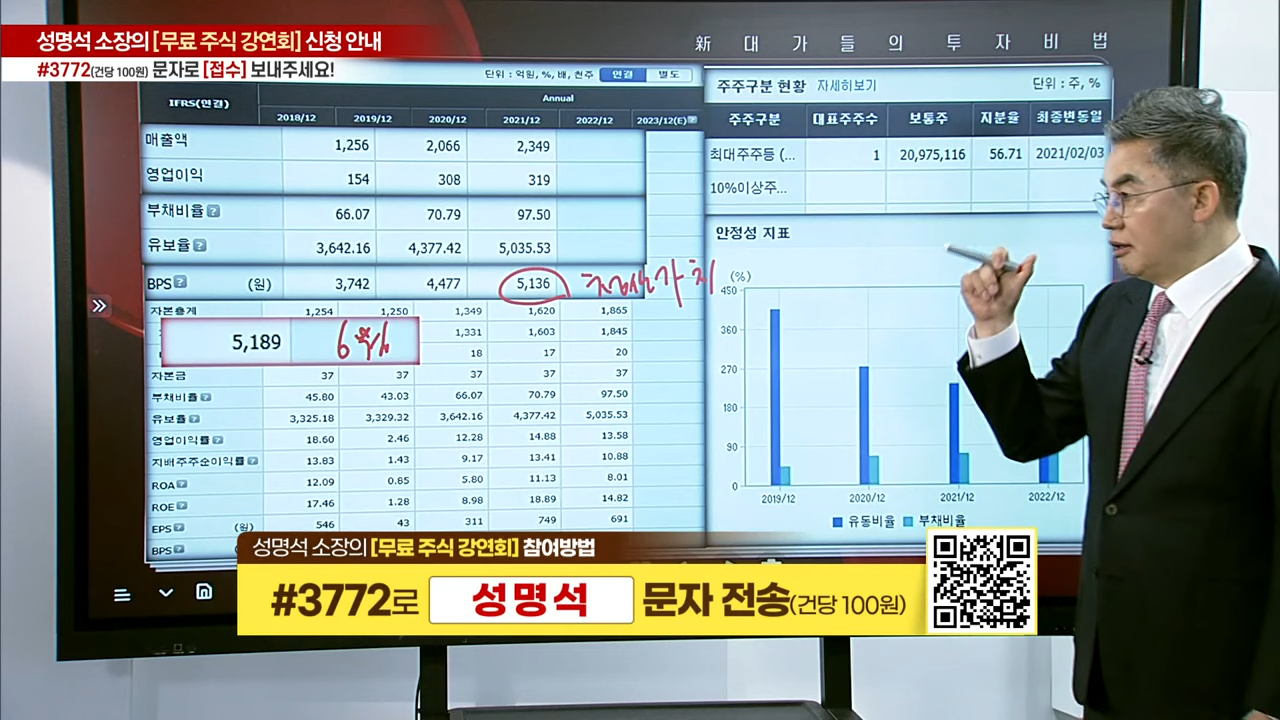 성명석 소장의 [무료 주식 강연회] 신청 안내
#3772(건당 100원) 문자로 [접수] 보내주세요!
新 대 가 들 의 투 자 비 법
단위 : 억원, %, 배, 천주 연결 별도
IFRS(연결) Annual
2018/12 2019/12 2020/12 2021/12 2022/12 2023/12(E)
매출액 1,256 2,066 2,349
영업이익 154 308 319
부채비율 66.07 70.79 97.50
유보율 3,642.16 4,377.42 5,035.53
BPS (원) 3,742 4,477 5,136 청산가치
자본총계 1,254 1,250 1,349 1,620 1,865
1,331 1,603 1,845
5,189
18 17 20
자본금 37 37 37 37 37
부채비율 45.80 43.03 66.07 70.79 97.50
유보율 3,325.18 3,329.32 3,642.16 4,377.42 5,035.53
영업이익률 18.60 2.46 12.28 14.88 13.58
지배주주순이익률 13.83 1.43 9.17 13.41 10.88
ROA 12.09 0.85 5.80 11.13 8.01
ROE 17.46 1.28 8.98 18.89 14.82
EPS (원) 546 43 311 749 691
BPS
주주구분 현황 자세히보기 단위 : 주, %
주주구분 대표주주수 보통주 지분율 최종변동일
최대주주등 (... 1 20,975,116 56.71 2021/02/03
10%이상주...
안정성 지표
(%)
450
360
270
180
90
0
2019/12 2020/12 2021/12 2022/12
유동비율 부채비율
성명석 소장의 [무료 주식 강연회] 참여방법
#3772로 성명석 문자 전송(건당 100원)